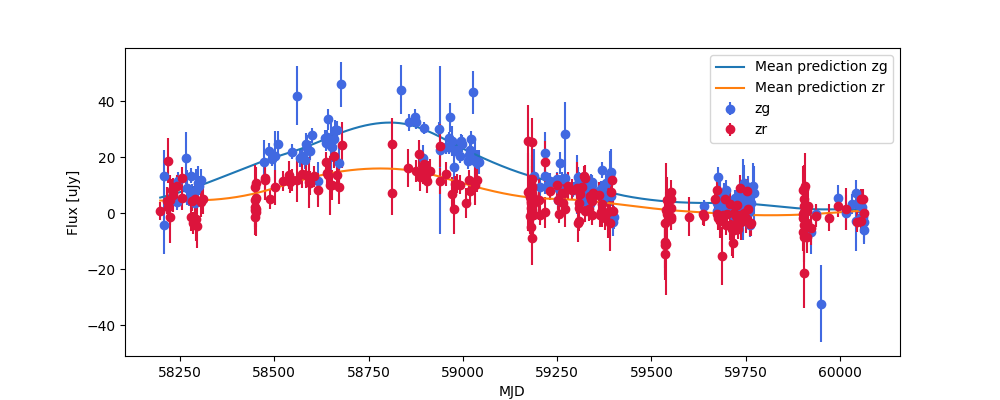 Mean prediction zg
Mean prediction zr
zg
zr
Flux [uJy]
40
20
0
−20
−40
58250
58500
58750
59000
59250
59500
59750
60000
MJD